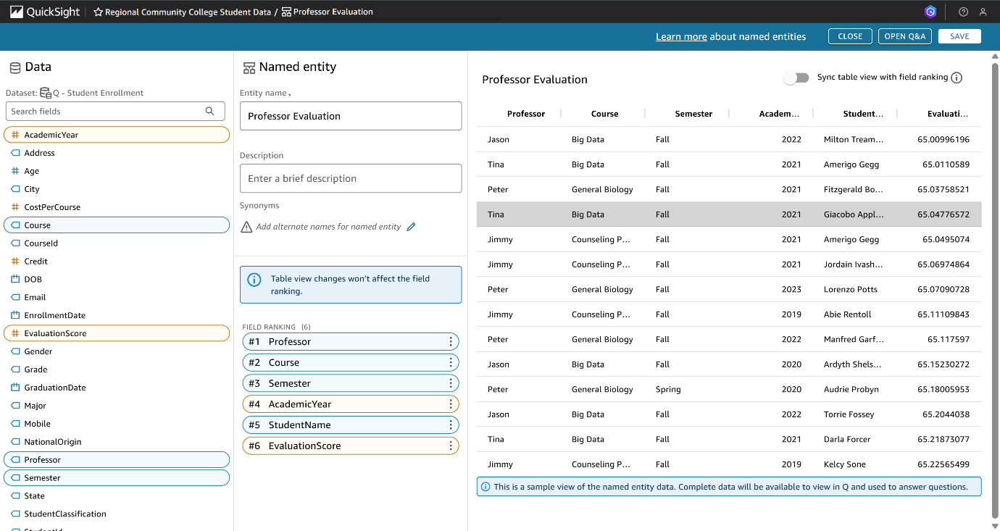 QuickSight
Regional Community College Student Data / Professor Evaluation
Learn more about named entities
CLOSE
OPEN Q&A
SAVE
Data
Dataset: Q - Student Enrollment
Search fields
AcademicYear
Address
Age
City
CostPerCourse
Course
CourseId
Credit
DOB
Email
EnrollmentDate
EvaluationScore
Gender
Grade
GraduationDate
Major
Mobile
NationalOrigin
Professor
Semester
State
StudentClassification
StudentId
Named entity
Entity name *
Professor Evaluation
Description
Enter a brief description
Synonyms
Add alternate names for named entity
Table view changes won't affect the field
ranking.
FIELD RANKING (6)
#1 Professor
#2 Course
#3 Semester
#4 AcademicYear
#5 StudentName
#6 EvaluationScore
Professor Evaluation
Sync table view with field ranking
Professor Course Semester Academ... Student... Evaluati...
Jason Big Data Fall 2022 Milton Tream... 65.00996196
Tina Big Data Fall 2021 Amerigo Gegg 65.0110589
Peter General Biology Fall 2021 Fitzgerald Bo... 65.03758521
Tina Big Data Fall 2021 Giacobo Appl... 65.04776572
Jimmy Counseling P... Fall 2021 Amerigo Gegg 65.0495074
Jimmy Counseling P... Fall 2021 Jordain Ivash... 65.06974864
Peter General Biology Fall 2023 Lorenzo Potts 65.07090728
Jimmy Counseling P... Fall 2019 Abie Rentoll 65.11109843
Peter General Biology Fall 2022 Manfred Garf... 65.117597
Jason Big Data Fall 2020 Ardyth Shels... 65.15230272
Peter General Biology Spring 2020 Audrie Probyn 65.18005953
Jason Big Data Fall 2022 Torrie Fossey 65.2044038
Tina Big Data Fall 2021 Darla Forcer 65.21873077
Jimmy Counseling P... Fall 2019 Kelcy Sone 65.22565499
This is a sample view of the named entity data. Complete data will be available to view in Q and used to answer questions.